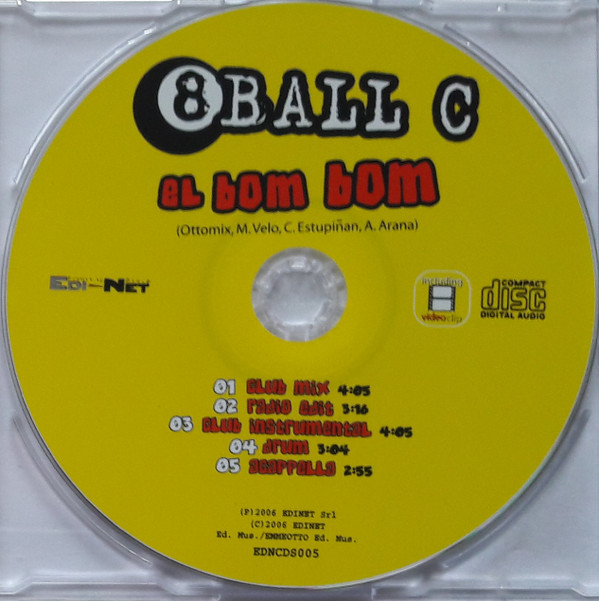 8BALL C
eL bom bom
(Ottomix, M. Velo, C. Estupiñan, A. Arana)
EDI-NET
including
videoclip
COMPACT
disc
DIGITAL AUDIO
01 club mix 4:05
02 radio edit 3:16
03 club instrumental 4:05
04 drum 3:04
05 acappella 2:55
(P)2006 EDINET Srl
(C)2006 EDINET
Ed. Mus./EMMEOTTO Ed. Mus.
EDNCDS005